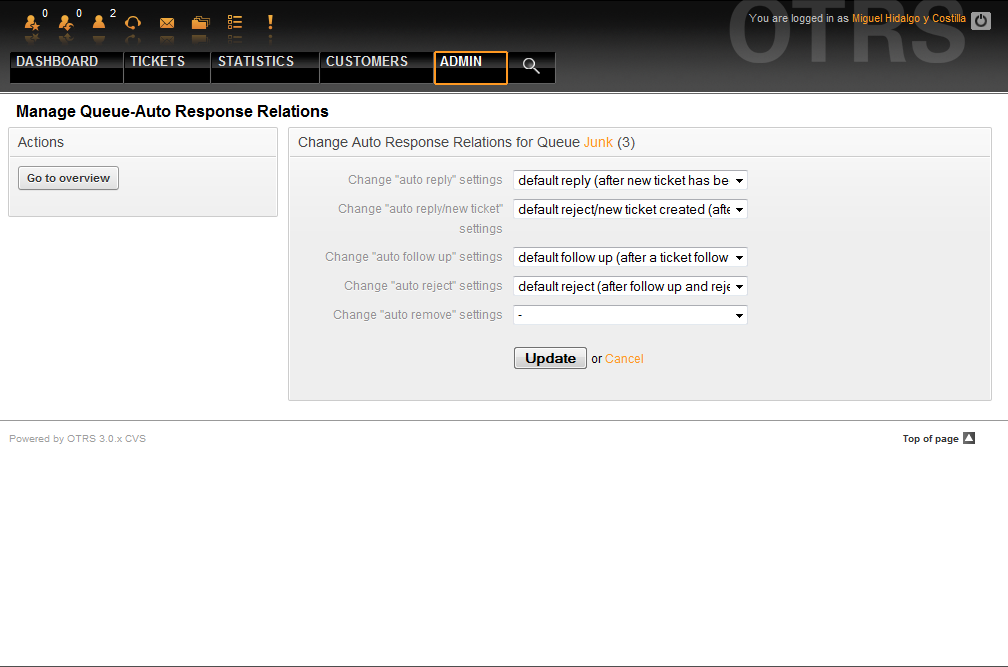 0 0 2
You are logged in as Miguel Hidalgo y Costilla
OTRS
DASHBOARD TICKETS STATISTICS CUSTOMERS ADMIN
Manage Queue-Auto Response Relations
Actions
Go to overview
Change Auto Response Relations for Queue Junk (3)
Change "auto reply" settings default reply (after new ticket has be
Change "auto reply/new ticket" settings default reject/new ticket created (afte
Change "auto follow up" settings default follow up (after a ticket follow
Change "auto reject" settings default reject (after follow up and reje
Change "auto remove" settings -
Update or Cancel
Powered by OTRS 3.0.x CVS
Top of page